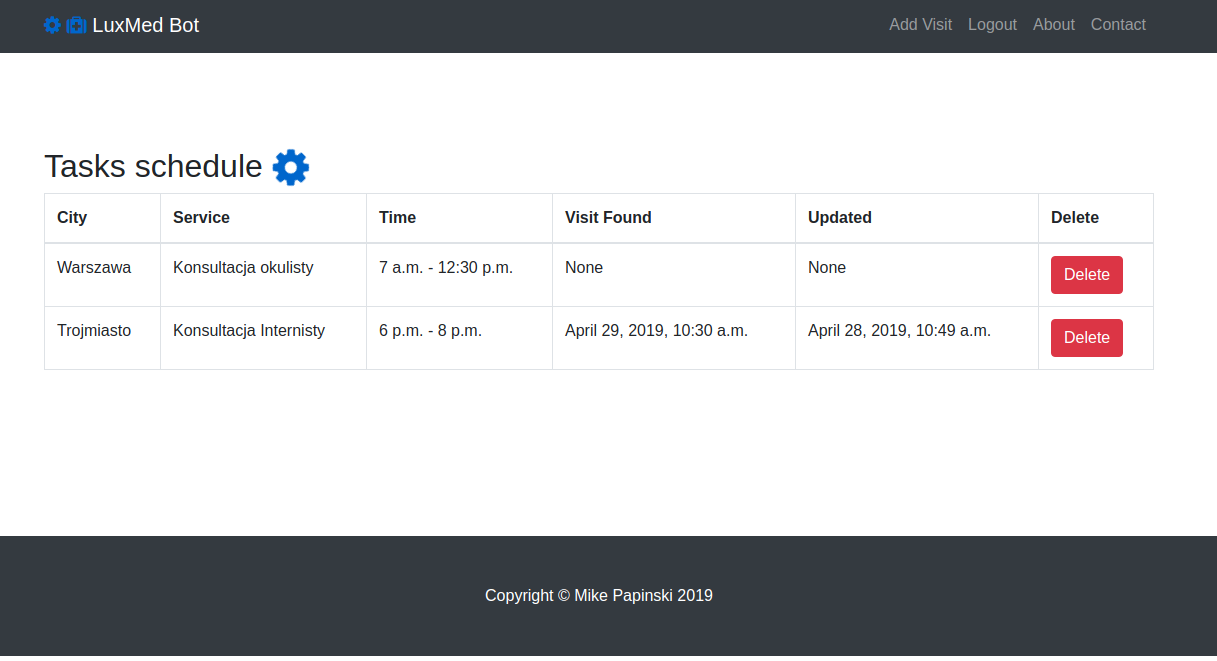 LuxMed Bot Add Visit Logout About Contact
Tasks schedule
City Service Time Visit Found Updated Delete
Warszawa Konsultacja okulisty 7 a.m. - 12:30 p.m. None None Delete
Trojmiasto Konsultacja Internisty 6 p.m. - 8 p.m. April 29, 2019, 10:30 a.m. April 28, 2019, 10:49 a.m. Delete
Copyright © Mike Papinski 2019